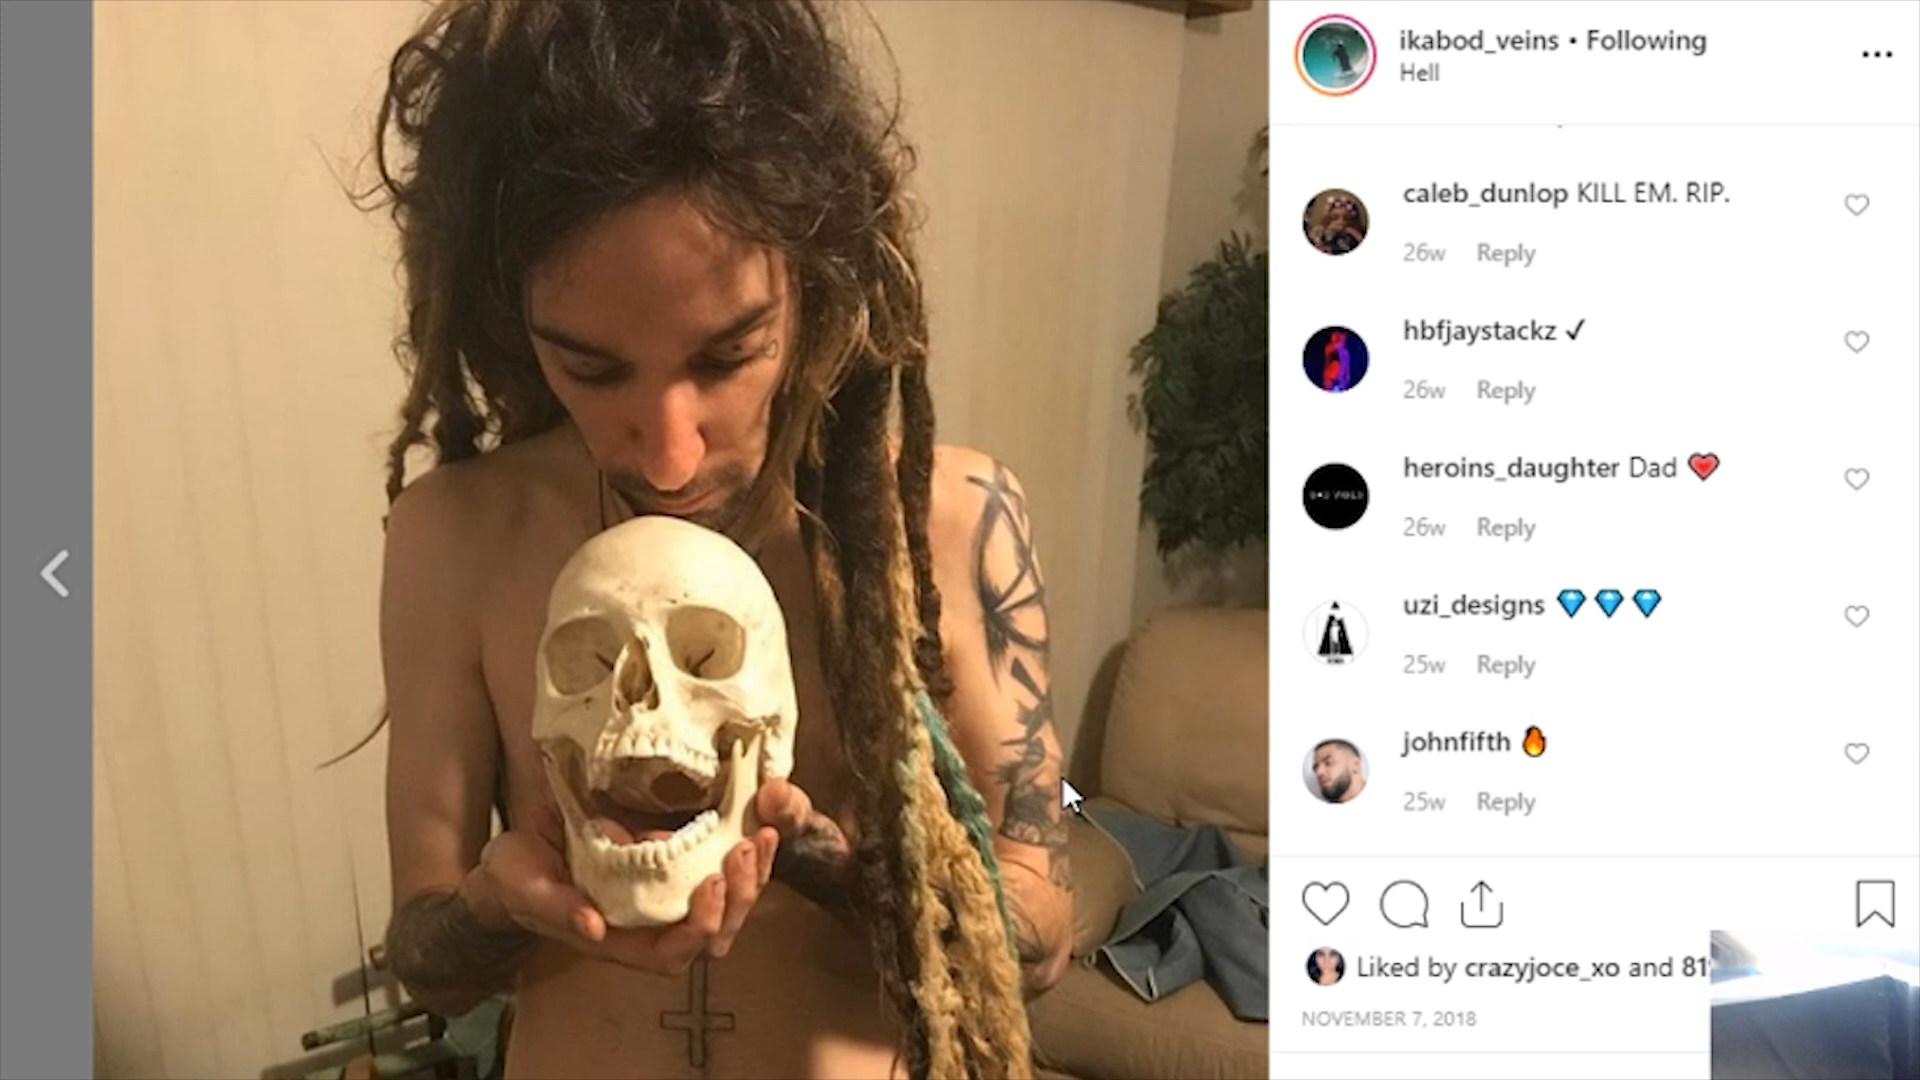 ikabod_veins • Following
Hell
caleb_dunlop KILL EM. RIP.
26w Reply
hbfjaystackz ✓
26w Reply
heroins_daughter Dad ❤️
26w Reply
uzi_designs 💎💎💎
25w Reply
johnfifth 🔥
25w Reply
Liked by crazyjoce_xo and 81
NOVEMBER 7, 2018